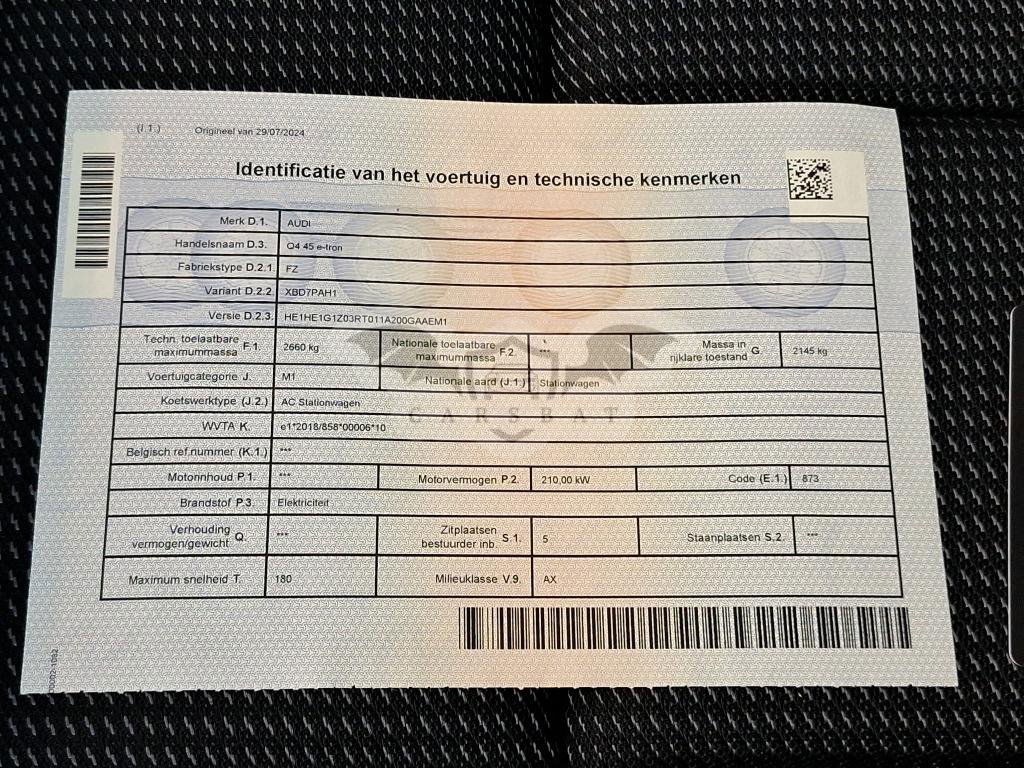 (J.1.) Origineel van 29/07/2024
Identificatie van het voertuig en technische kenmerken
Merk D.1. AUDI
Handelsnaam D.3. Q4 45 e-tron
Fabriekstype D.2.1. FZ
Variant D.2.2. XBD7PAH1
Versie D.2.3. HE1HE1G1Z03RT011A200GAAEM1
Techn. toelaatbare maximummassa F.1. 2660 kg Nationale toelaatbare maximummassa F.2. *** Massa in rijklare toestand G. 2145 kg
Voertuigcategorie J. M1 Nationale aard (J.1.) Stationwagen
Koetswerktype (J.2.) AC Stationwagen
CARSBAT
WVTA K. e1*2018/858*00006*10
Belgisch ref.nummer (K.1.) ***
Motorinhoud P.1. *** Motorvermogen P.2. 210,00 kW Code (E.1.) 873
Brandstof P.3. Elektriciteit
Verhouding vermogen/gewicht Q. *** Zitplaatsen bestuurder inb. S.1. 5 Staanplaatsen S.2. ***
Maximum snelheid T. 180 Milieuklasse V.9. AX